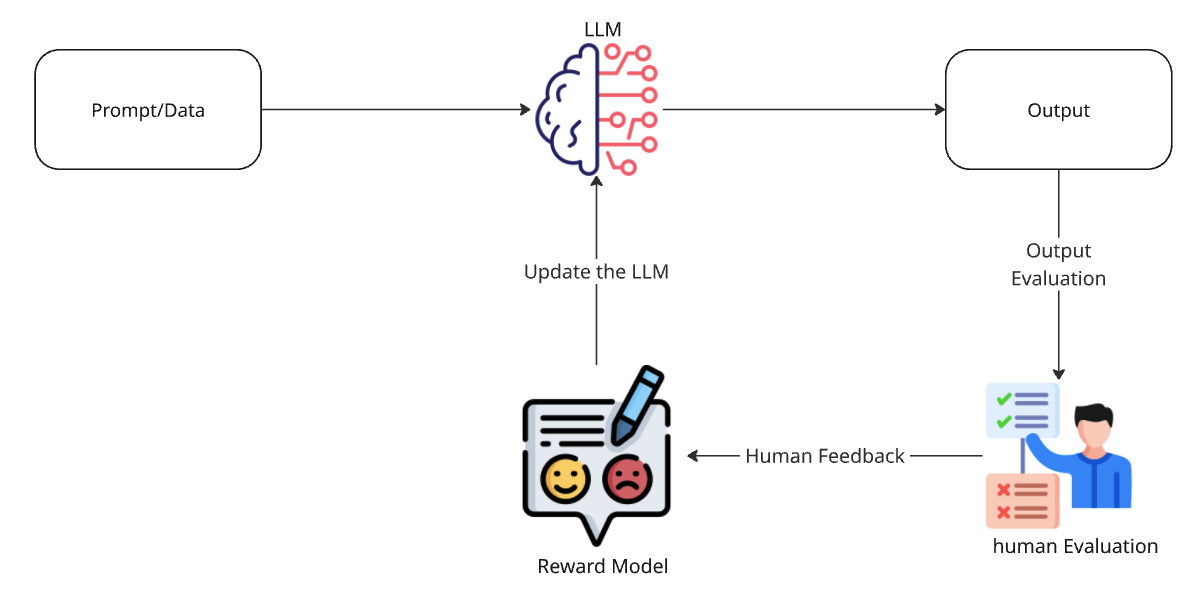 LLM
Prompt/Data
Output
Output
Evaluation
Update the LLM
Human Feedback
human Evaluation
Reward Model